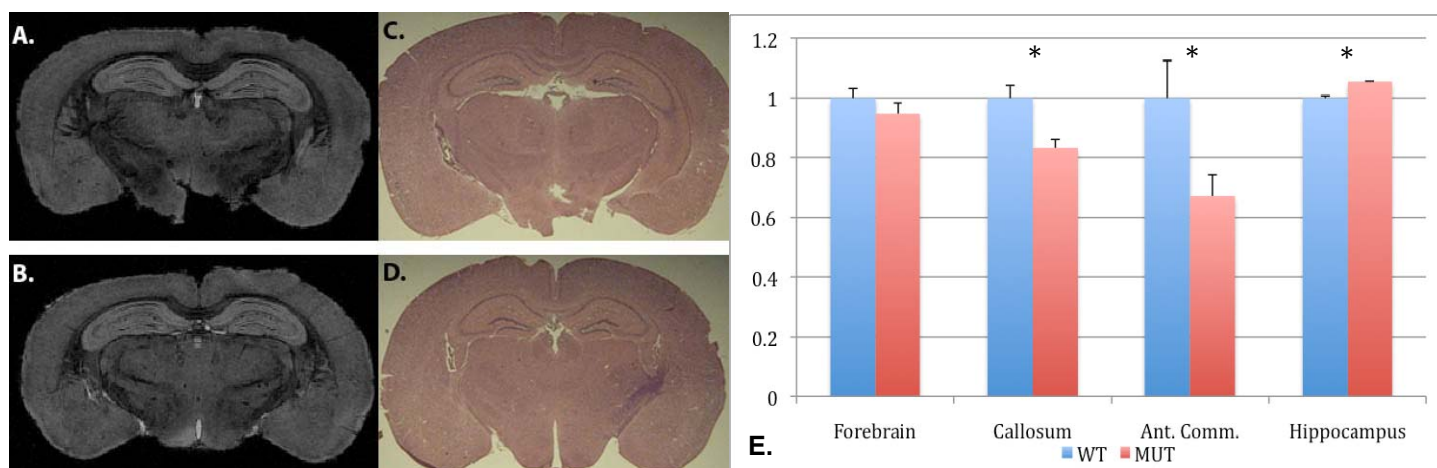 A.
B.
C.
D.
1.2
1
0.8
0.6
0.4
0.2
0
* * *
Forebrain Callosum Ant. Comm. Hippocampus
WT MUT
E.